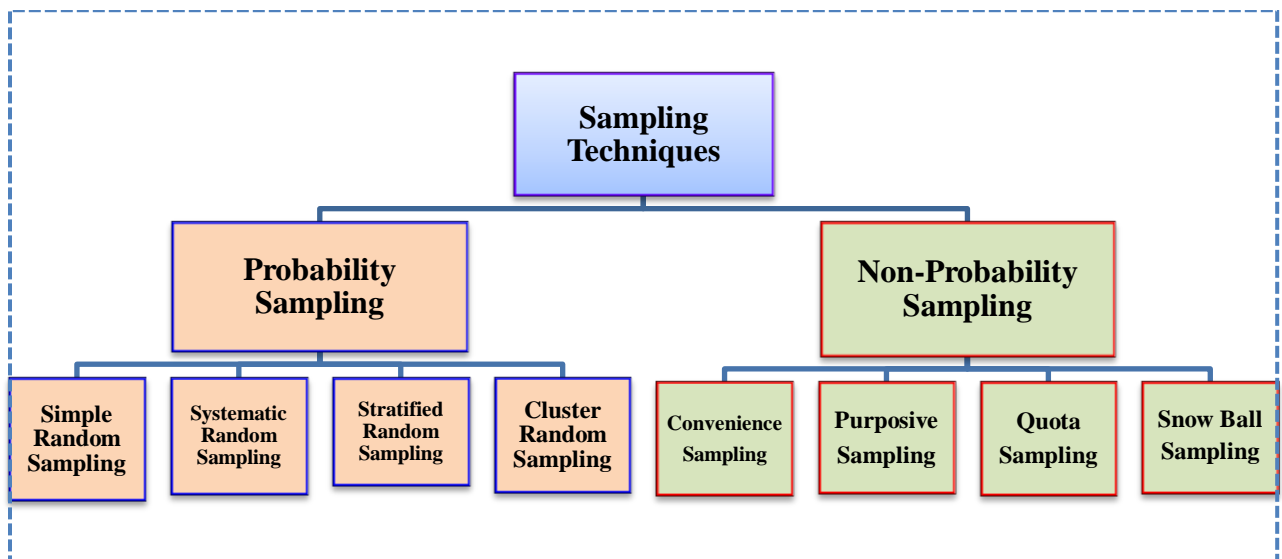 Sampling
Techniques
Probability
Sampling
Non-Probability
Sampling
Simple
Random
Sampling
Systematic
Random
Sampling
Stratified
Random
Sampling
Cluster
Random
Sampling
Convenience
Sampling
Purposive
Sampling
Quota
Sampling
Snow Ball
Sampling